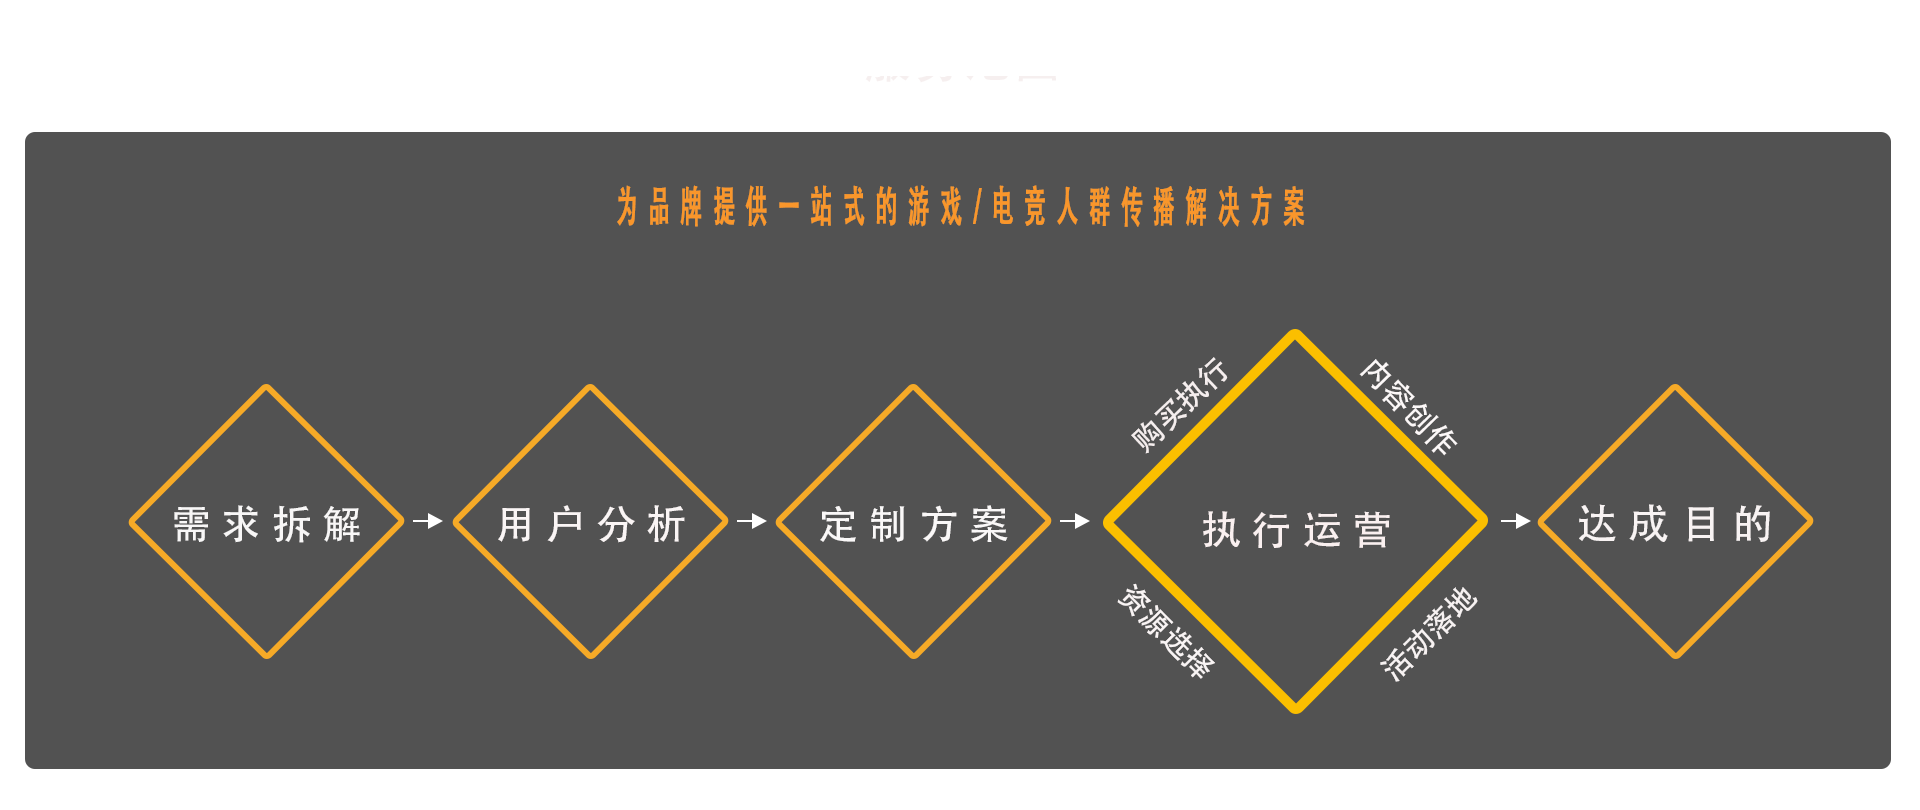 为品牌提供一站式的游戏/电竞人群传播解决方案
需求拆解
用户分析
定制方案
购买执行
内容创作
执行运营
资源选择
活动落地
达成目的